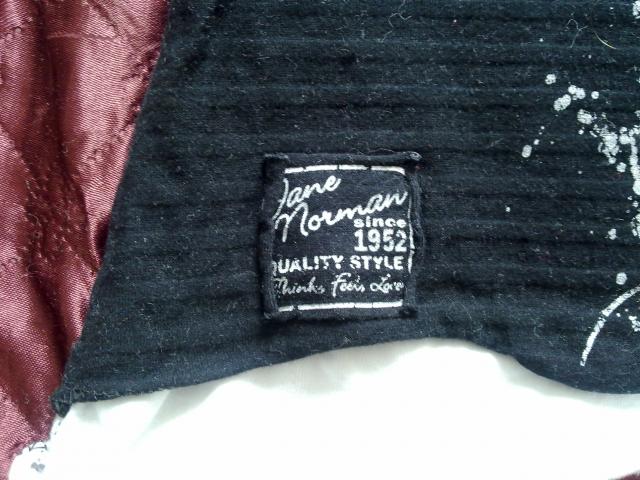 Jane
Norman
since
1952
QUALITY STYLE
Thinks Feels Love